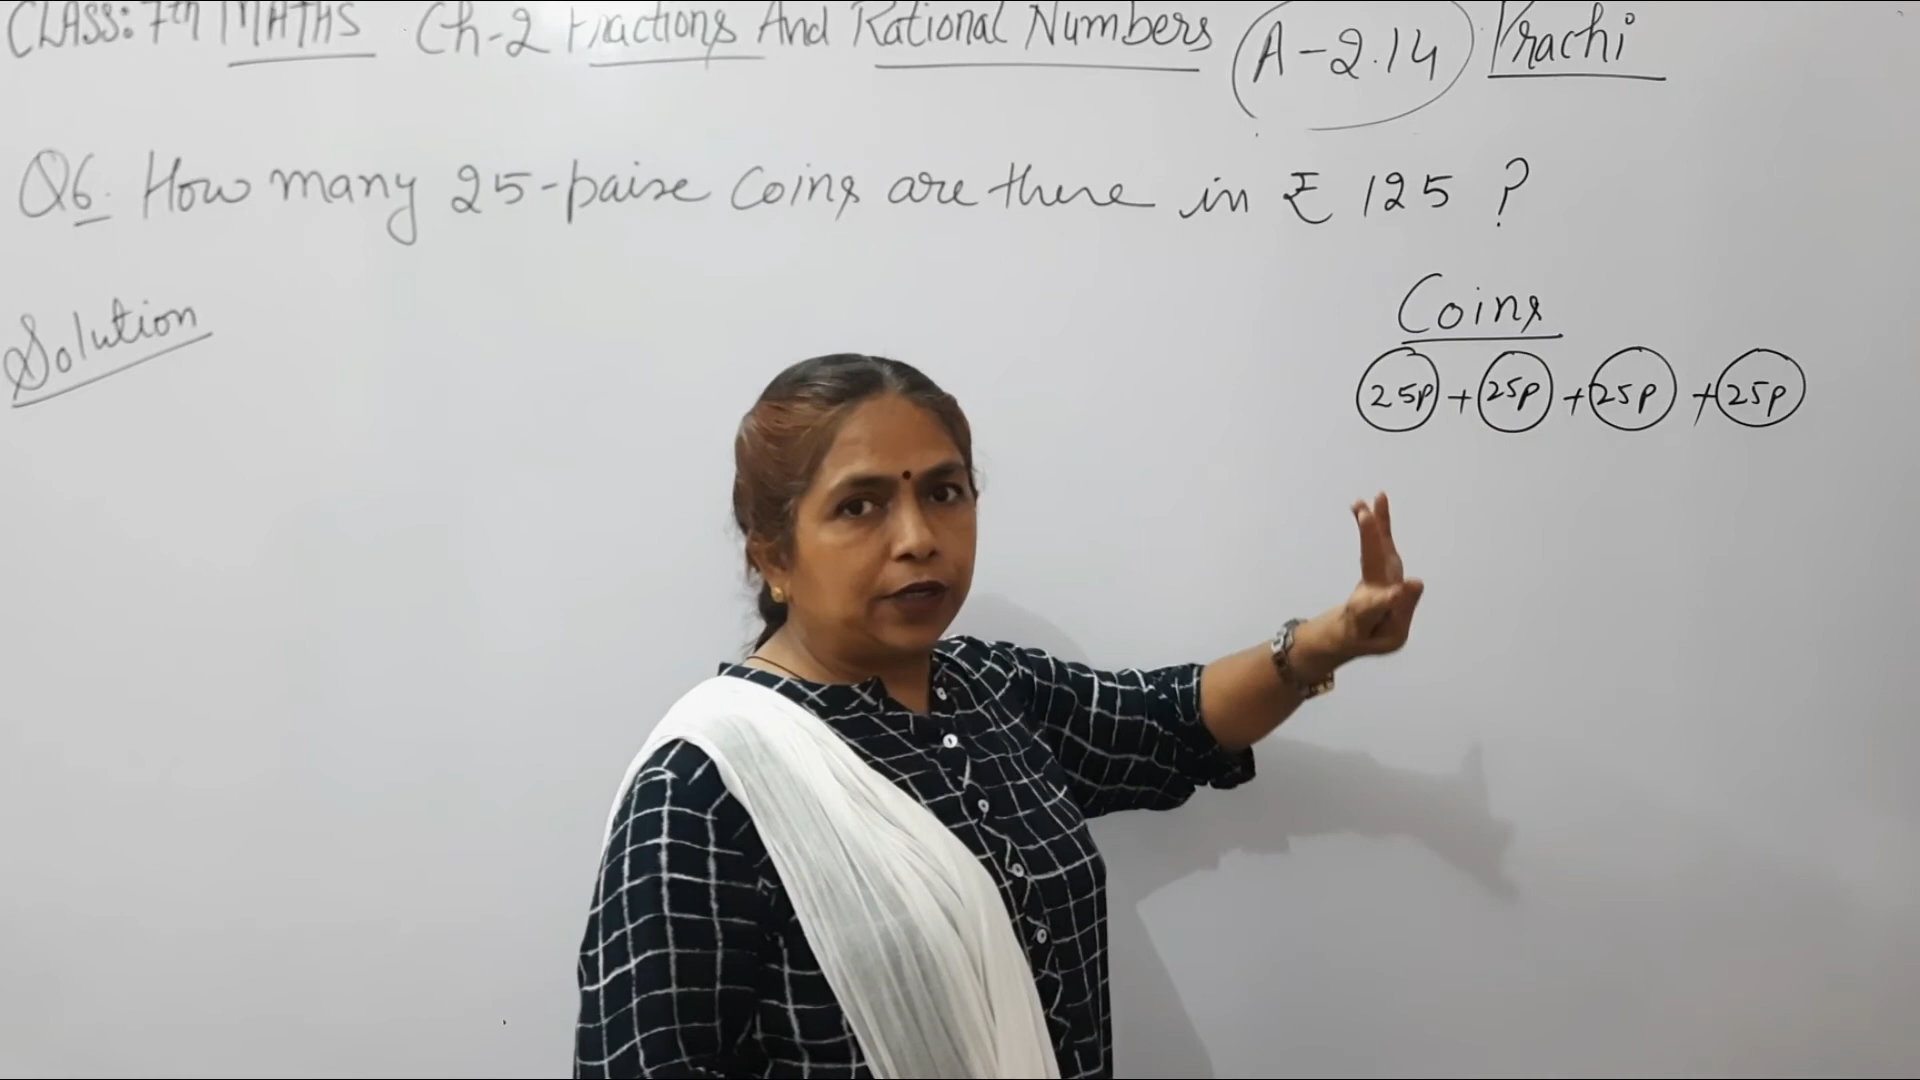 CLASS: 7th MATHS Ch-2 Fractions And Rational Numbers A-2.14 Prachi
Q6. How many 25-paise Coins are there in ₹ 125 ?
Solution
Coins
25p + 25p + 25p + 25p